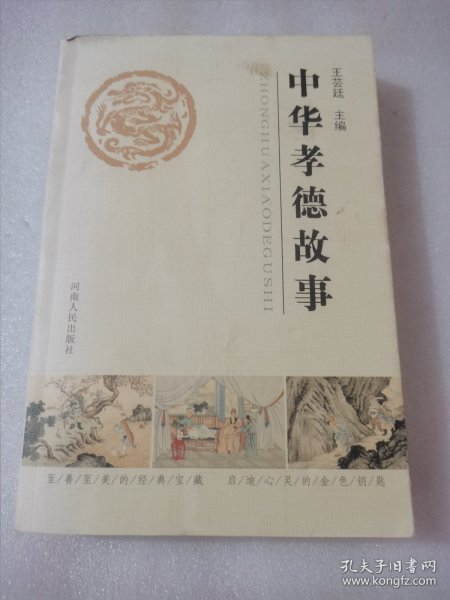 王芸廷 主编
中华孝德故事
ZHONGHUAXIAODEGUSHI
河南人民出版社
至/善/至/美/的/经/典/宝/藏 启/迪/心/灵/的/金/色/钥/匙
孔夫子旧书网
www.kongfz.com